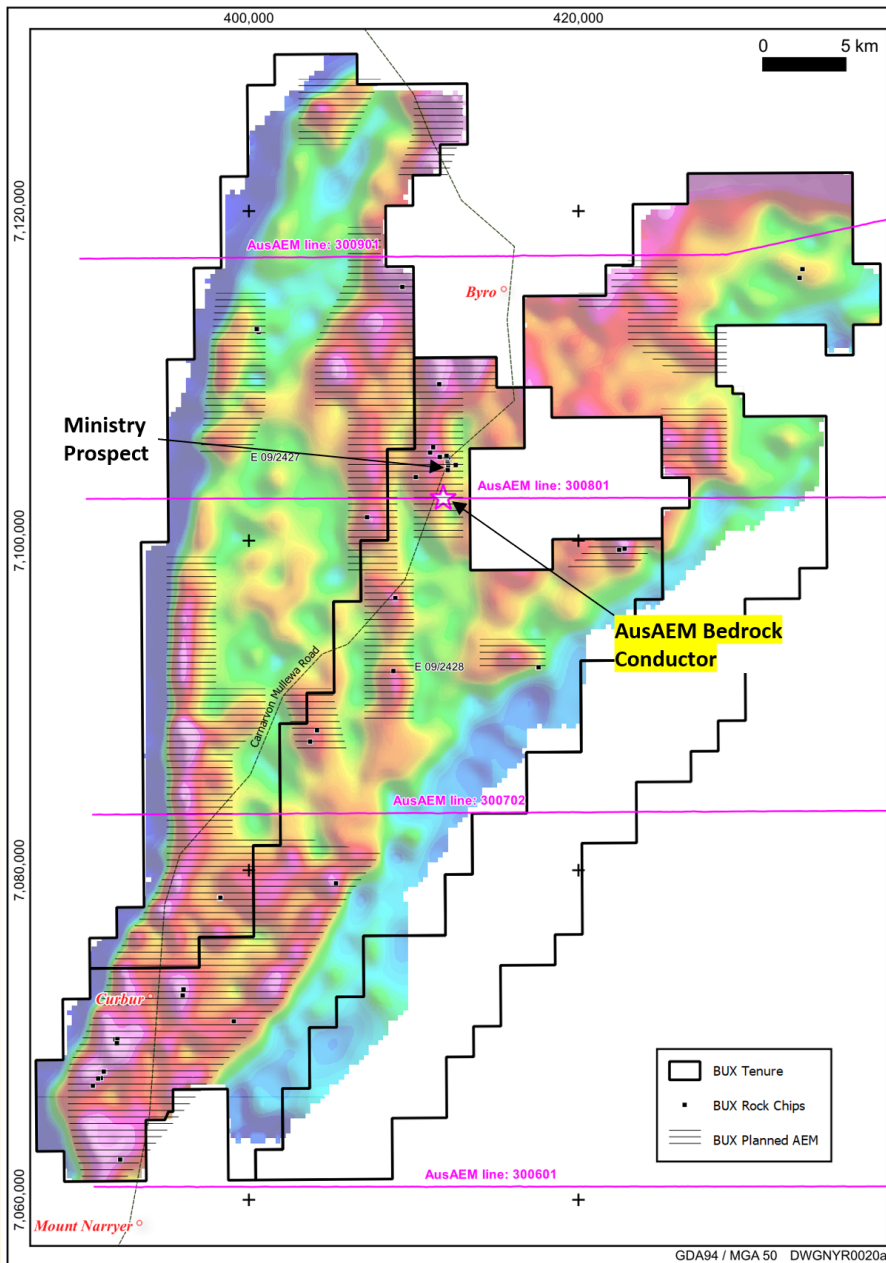 400,000
420,000
0
5 km
7,120,000
AusAEM line: 300901
Byro
Ministry
Prospect
E 09/2427
AusAEM line: 300801
7,100,000
AusAEM Bedrock
Conductor
E 09/2428
Carnarvon Mullewa Road
AusAEM line: 300702
7,080,000
Curbur
BUX Tenure
BUX Rock Chips
BUX Planned AEM
AusAEM line: 300601
7,060,000
Mount Narryer
GDA94 / MGA 50 DWGNYR0020a